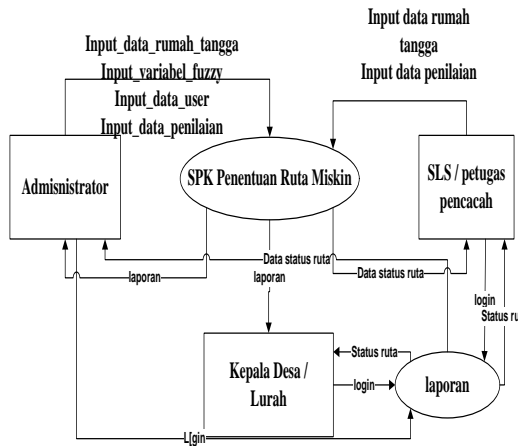 Input_data_rumah_tangga
Input_variabel_fuzzy
Input_data_user
Input_data_penilaian
Input data rumah
tangga
Input data penilaian
Admisnistrator
SPK Penentuan Ruta Miskin
SLS / petugas
pencacah
Data status ruta
laporan
laporan
Data status ruta
login
Status ru
Kepala Desa /
Lurah
Status ruta
login
laporan
L[gin